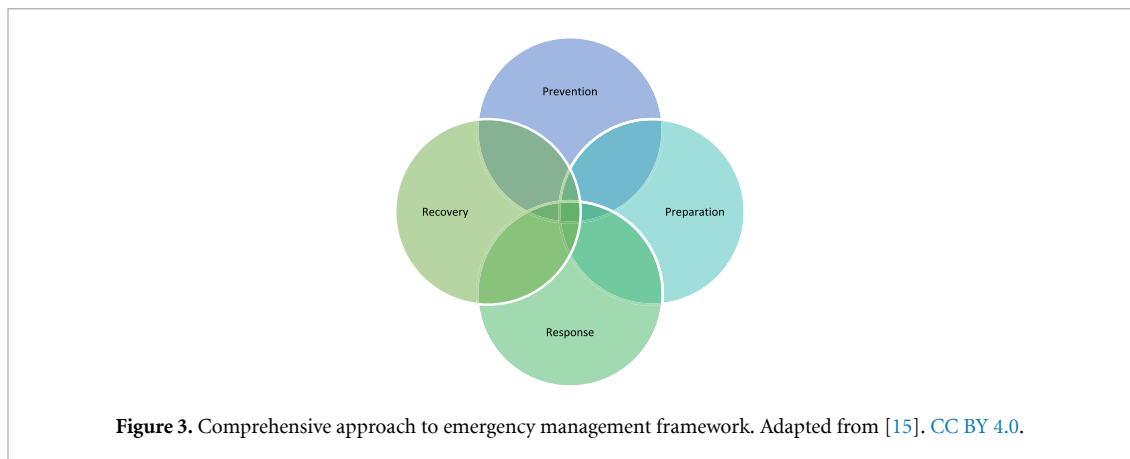 Prevention
Recovery
Preparation
Response
Figure 3. Comprehensive approach to emergency management framework. Adapted from [15]. CC BY 4.0.